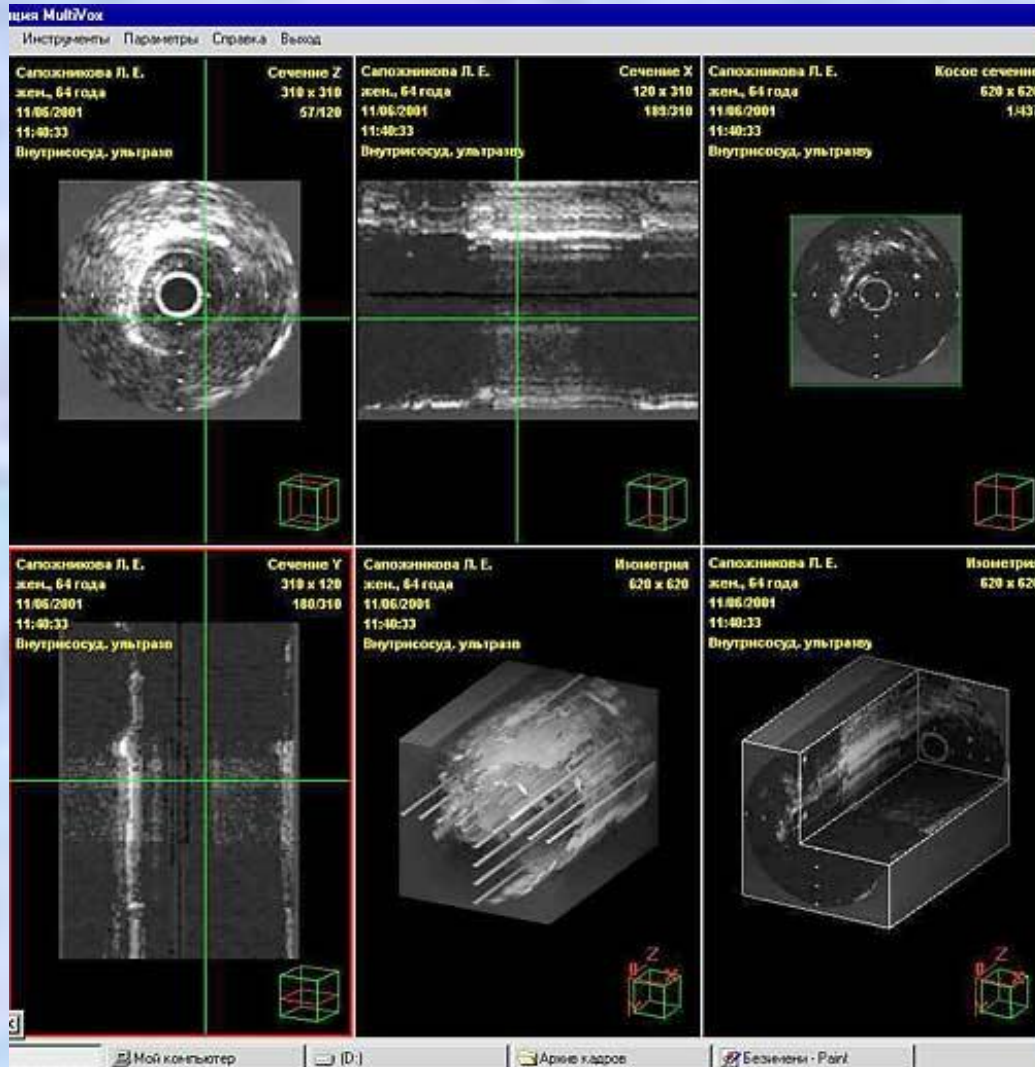 ция MultiVox
Инструменты Параметры Справка Выход
Сапожникова Л. Е. Сечение Z
жен., 64 года 310 x 310
11/06/2001 57/120
11:40:33
Внутрисосуд. ультразв
Сапожникова Л. Е. Сечение X
жен., 64 года 120 x 310
11/06/2001 189/310
11:40:33
Внутрисосуд. ультразву
Сапожникова Л. Е. Косое сечение
жен., 64 года 620 x 620
11/06/2001 1/437
11:40:33
Внутрисосуд. ультразву
Сапожникова Л. Е. Сечение Y
жен., 64 года 310 x 120
11/06/2001 180/310
11:40:33
Внутрисосуд. ультразв
Сапожникова Л. Е. Изометрия
жен., 64 года 620 x 620
11/06/2001
11:40:33
Внутрисосуд. ультразву
Сапожникова Л. Е. Изометрия
жен., 64 года 620 x 620
11/06/2001
11:40:33
Внутрисосуд. ультразву
Z
X
Z
X
Мой компьютер (D:) Архив кадров Безимени - Paint